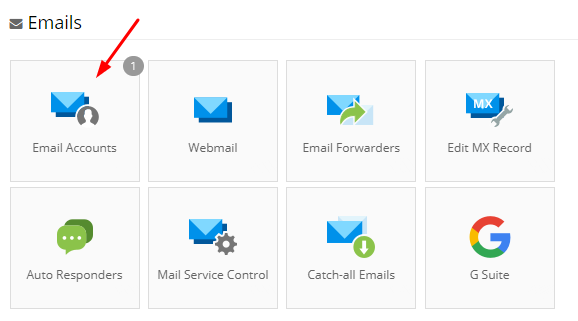 Emails
1
Email Accounts
Webmail
Email Forwarders
MX
Edit MX Record
Auto Responders
Mail Service Control
Catch-all Emails
G Suite